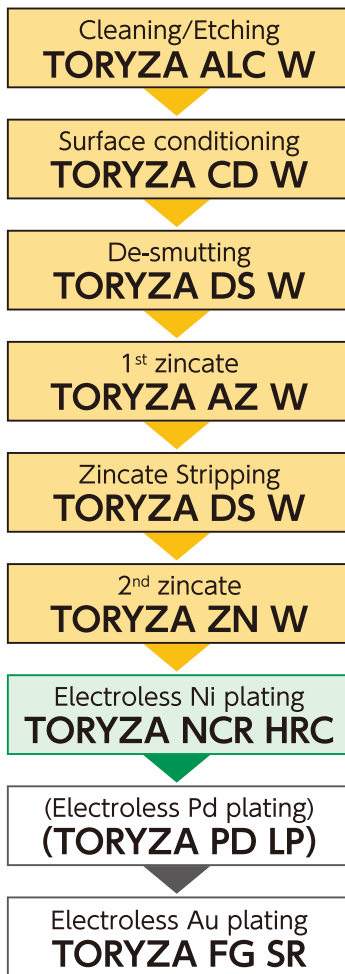 Cleaning/Etching
TORYZA ALC W
Surface conditioning
TORYZA CD W
De-smutting
TORYZA DS W
1st zincate
TORYZA AZ W
Zincate Stripping
TORYZA DS W
2nd zincate
TORYZA ZN W
Electroless Ni plating
TORYZA NCR HRC
(Electroless Pd plating)
(TORYZA PD LP)
Electroless Au plating
TORYZA FG SR